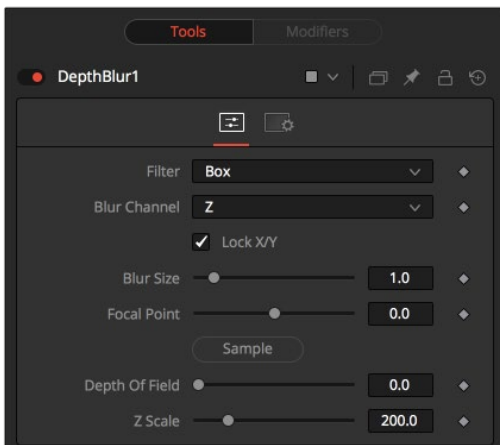 Tools Modifiers
DepthBlur1
Filter Box
Blur Channel Z
Lock X/Y
Blur Size 1.0
Focal Point 0.0
Sample
Depth Of Field 0.0
Z Scale 200.0